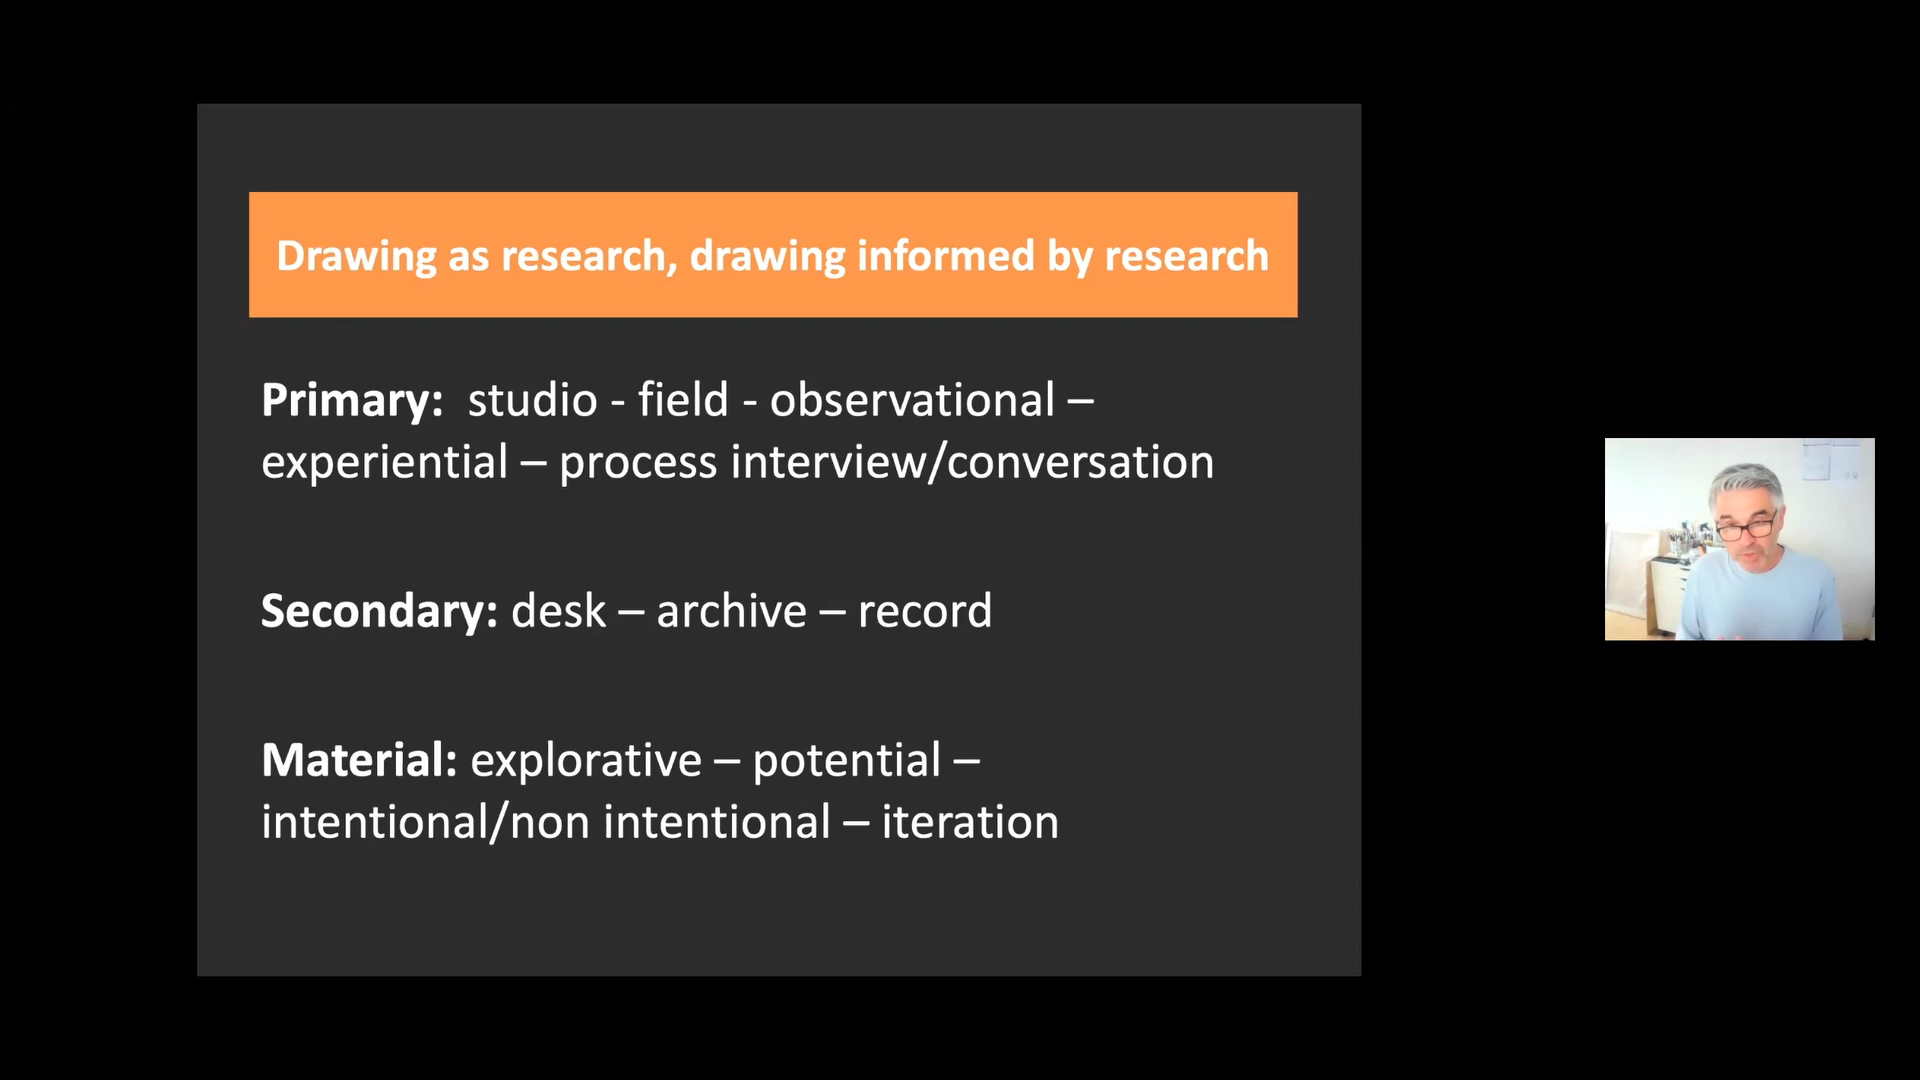 Drawing as research, drawing informed by research
Primary:  studio - field - observational –
experiential – process interview/conversation
Secondary: desk – archive – record
Material: explorative – potential –
intentional/non intentional – iteration